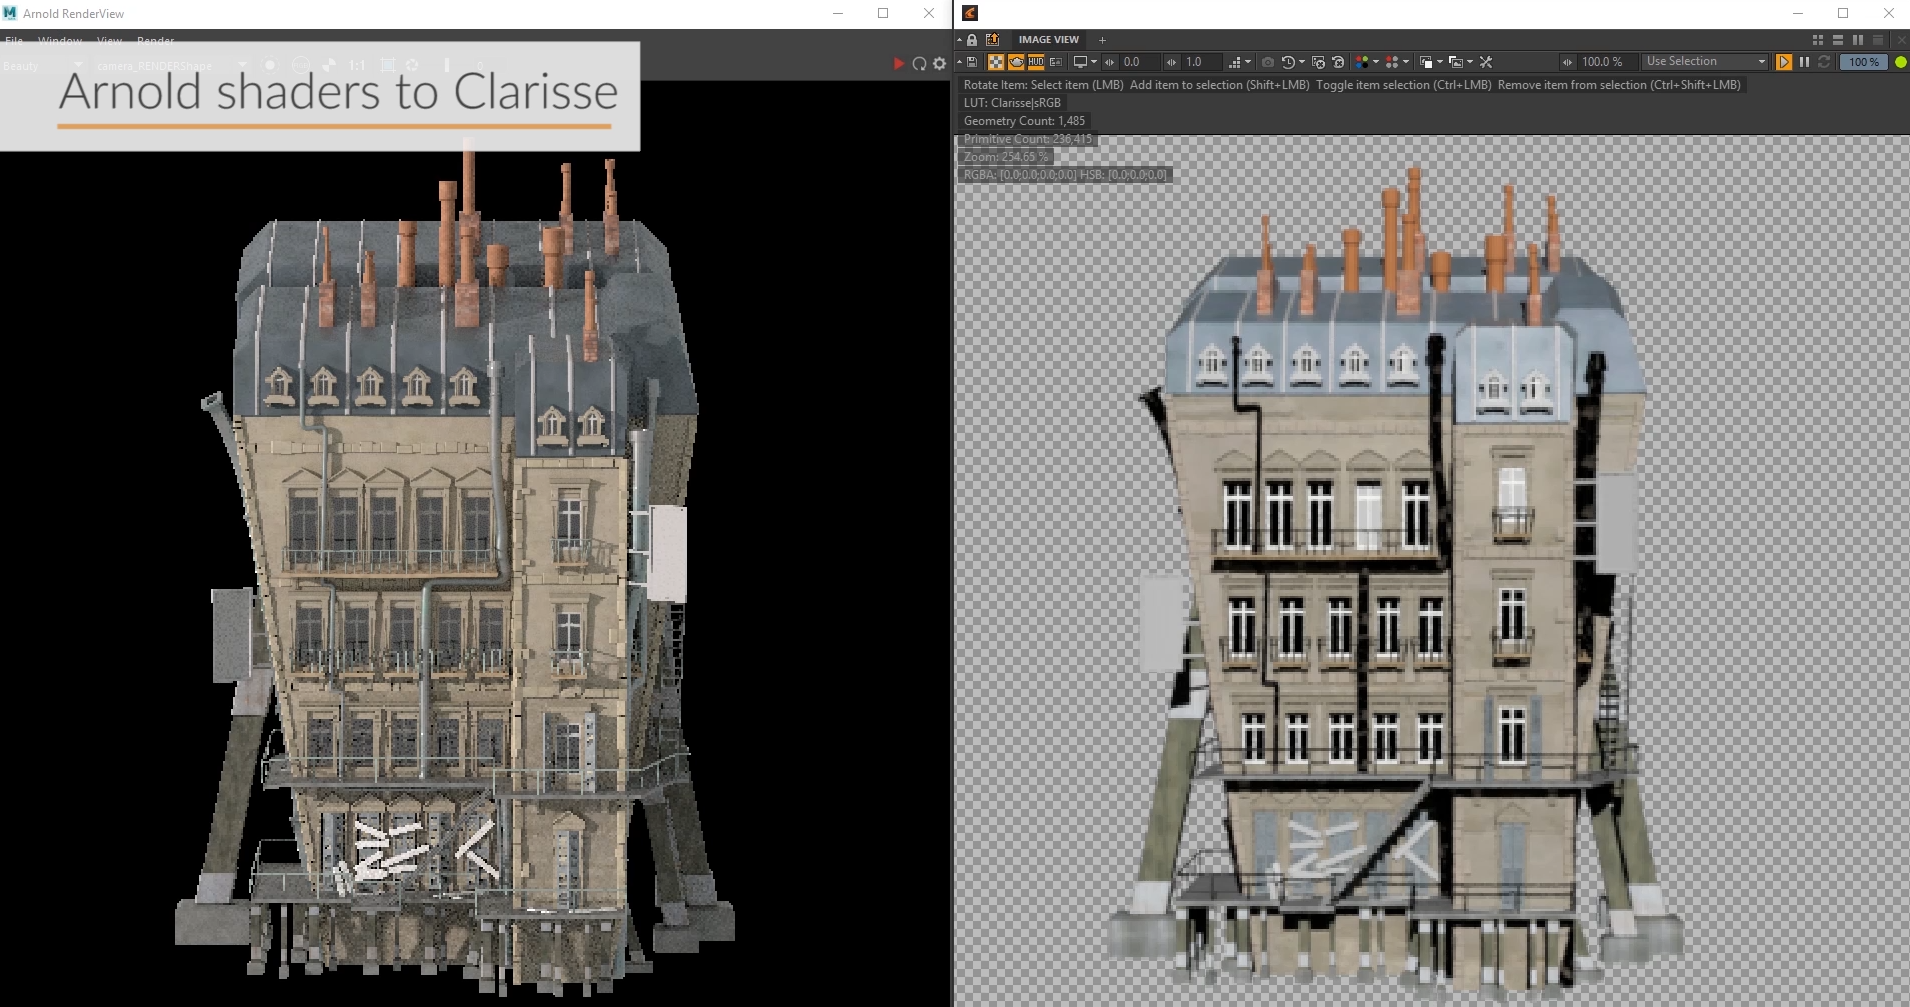 Arnold RenderView
File Window View Render
Beauty camera_RENDERShape 1:1 0
Arnold shaders to Clarisse
IMAGE VIEW +
HUD 0.0 1.0 100.0 % Use Selection 100 %
Rotate Item: Select item (LMB) Add item to selection (Shift+LMB) Toggle item selection (Ctrl+LMB) Remove item from selection (Ctrl+Shift+LMB)
LUT: Clarisse|sRGB
Geometry Count: 1,485
Primitive Count: 236,415
Zoom: 254.65 %
RGBA: [0.0;0.0;0.0;0.0] HSB: [0.0;0.0;0.0]